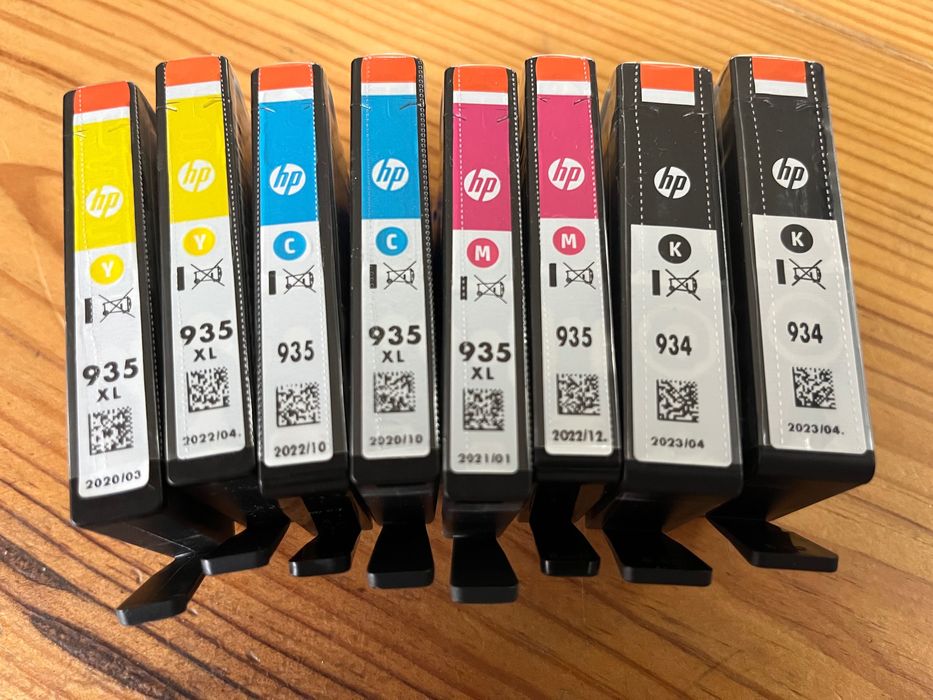 hp
Y
935
XL
2020/03
hp
Y
935
XL
2022/04.
hp
C
935
2022/10
hp
C
935
XL
2020/10
hp
M
935
XL
2021/01
hp
M
935
2022/12.
hp
K
934
2023/04
hp
K
934
2023/04.